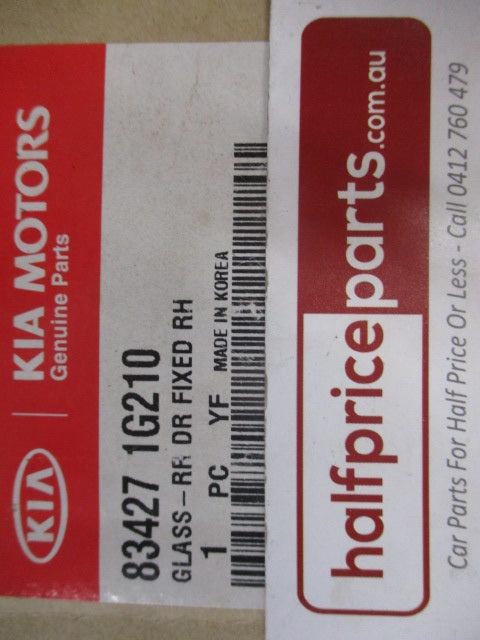 KIA
KIA MOTORS
Genuine Parts
83427 1G210
GLASS-RR DR FIXED RH
1 PC YF MADE IN KOREA
halfpriceparts.com.au
Car Parts For Half Price Or Less - Call 0412 760 479